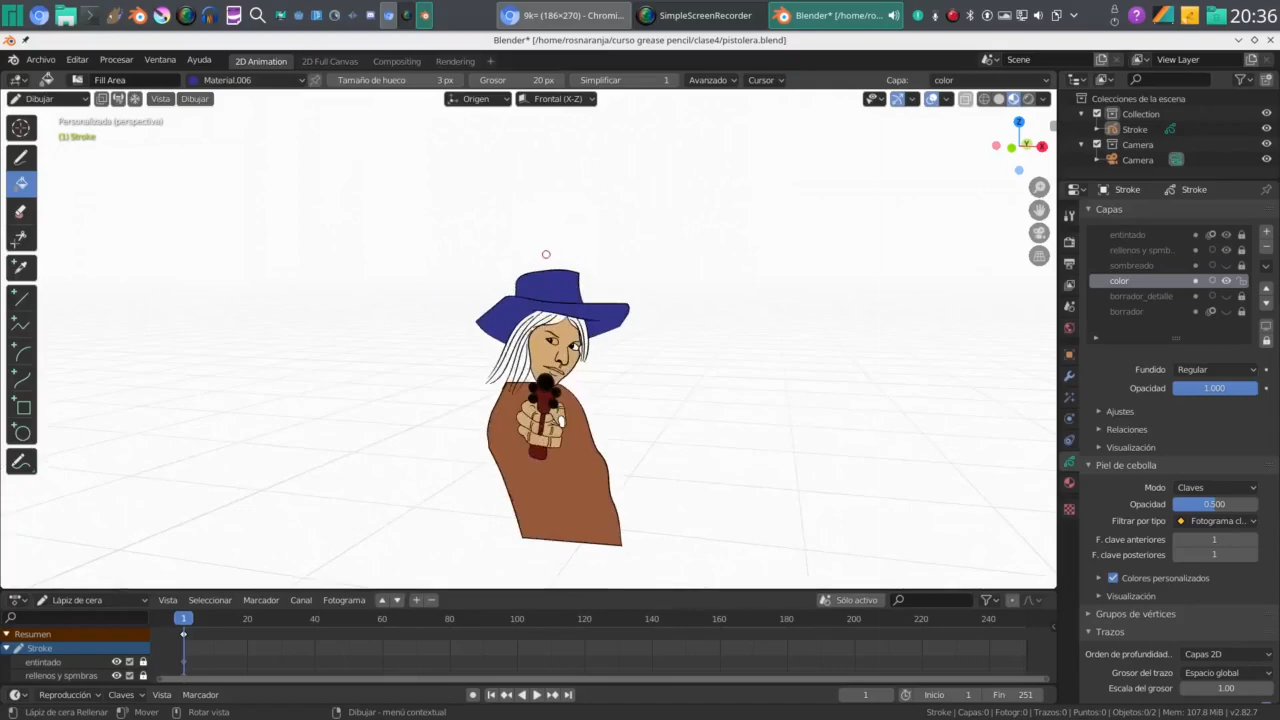 9k= (186×270) - Chromi...
SimpleScreenRecorder
Blender* [/home/ro...
20:36
Blender* [/home/rosnaranja/curso grease pencil/clase4/pistolera.blend]
Archivo Editar Procesar Ventana Ayuda
2D Animation 2D Full Canvas Compositing Rendering
Scene
View Layer
Fill Area
Material.006
Tamaño de hueco 3 px
Grosor 20 px
Simplificar 1
Avanzado
Cursor
Capa: color
Dibujar
Vista Dibujar
Origen
Frontal (X-Z)
Personalizada (perspectiva)
(1) Stroke
Z
Y
X
Colecciones de la escena
Collection
Stroke
Camera
Camera
Stroke Stroke
Capas
entintado
rellenos y spmb..
sombreado
color
borrador_detalle
borrador
Fundido Regular
Opacidad 1.000
Ajustes
Relaciones
Visualización
Piel de cebolla
Modo Claves
Opacidad 0.500
Filtrar por tipo Fotograma cl..
F. clave anteriores 1
F. clave posteriores 1
Colores personalizados
Visualización
Grupos de vértices
Trazos
Orden de profundidad.. Capas 2D
Grosor del trazo Espacio global
Escala del grosor 1.00
Lápiz de cera
Vista Seleccionar Marcador Canal Fotograma
Sólo activo
1 20 40 60 80 100 120 140 160 180 200 220 240
Resumen
Stroke
entintado
rellenos y spmbras
Reproducción Claves Vista Marcador
1
Inicio 1
Fin 251
Lápiz de cera Rellenar
Mover
Rotar vista
Dibujar - menú contextual
Stroke | Capas:0 | Fotogr:0 | Trazos:0 | Puntos:0 | Objetos:0/2 | Mem: 107.8 MiB | v2.82.7